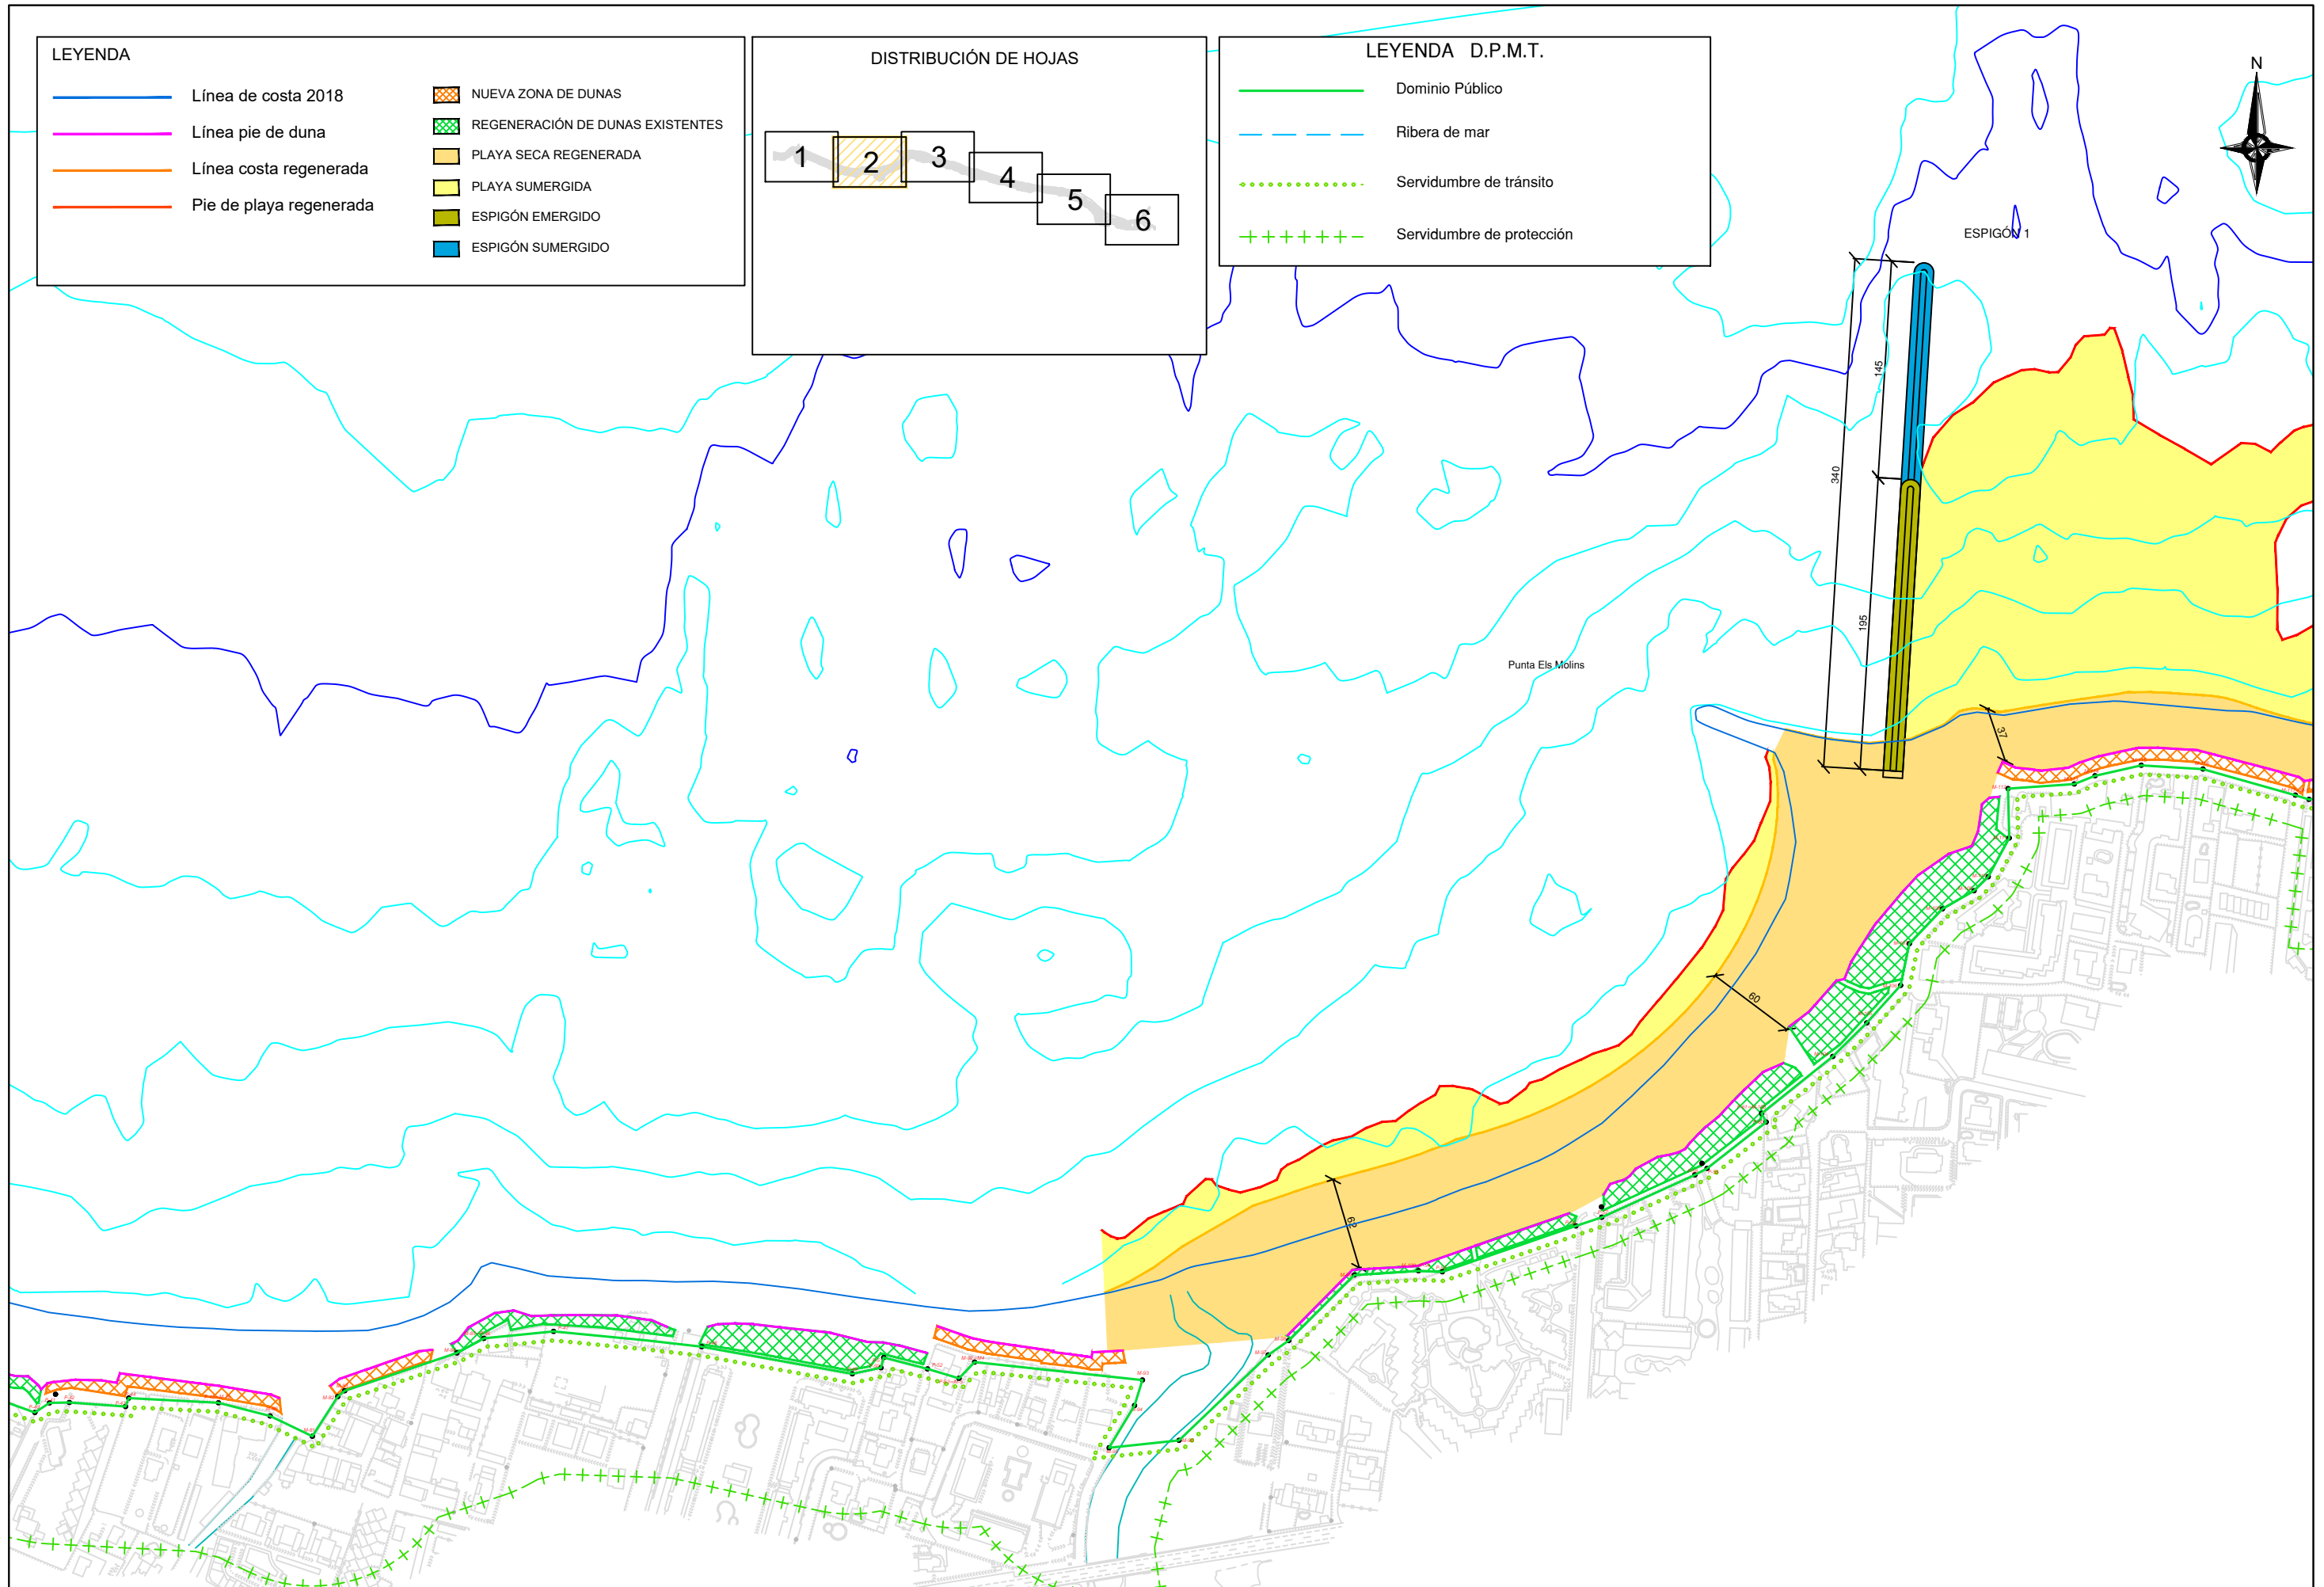 LEYENDA
Línea de costa 2018
Línea pie de duna
Línea costa regenerada
Pie de playa regenerada
NUEVA ZONA DE DUNAS
REGENERACIÓN DE DUNAS EXISTENTES
PLAYA SECA REGENERADA
PLAYA SUMERGIDA
ESPIGÓN EMERGIDO
ESPIGÓN SUMERGIDO
DISTRIBUCIÓN DE HOJAS
1
2
3
4
5
6
LEYENDA D.P.M.T.
Dominio Público
Ribera de mar
Servidumbre de tránsito
Servidumbre de protección
N
ESPIGÓN 1
145
340
195
Punta Els Molins
37
60
62